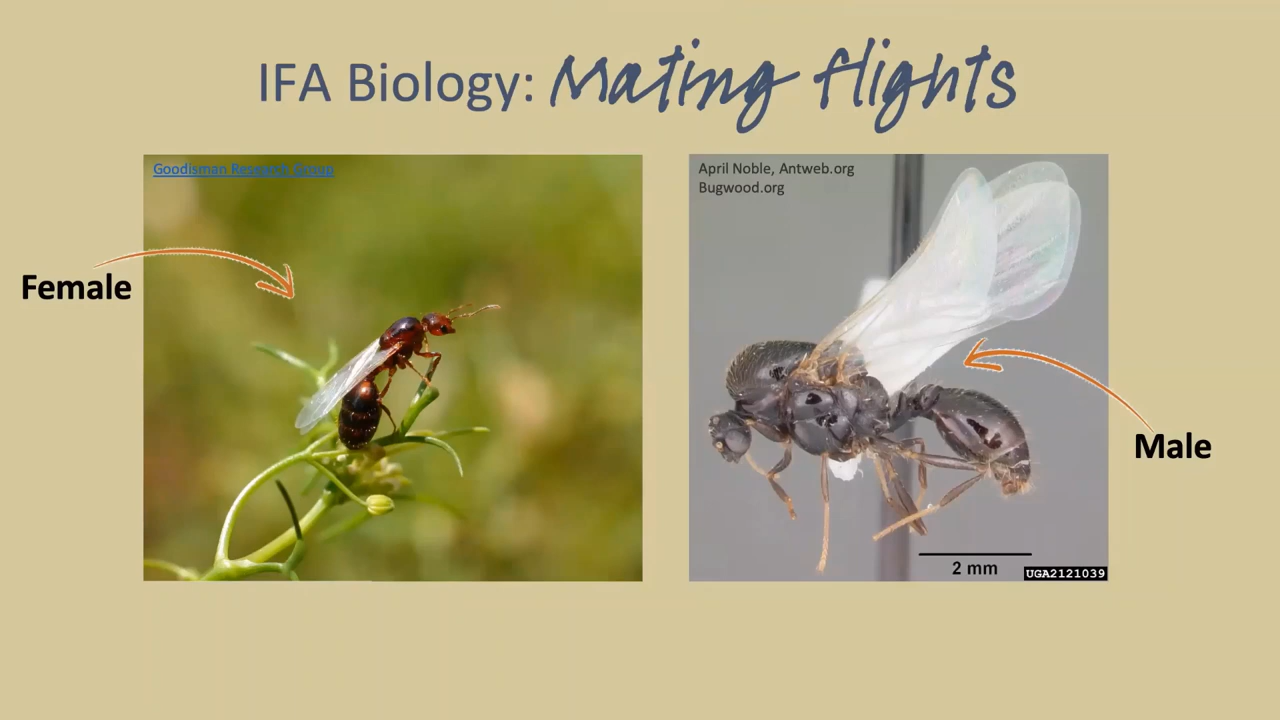 IFA Biology: Mating flights
Goodisman Research Group
April Noble, Antweb.org
Bugwood.org
Female
Male
2 mm
UGA2121039